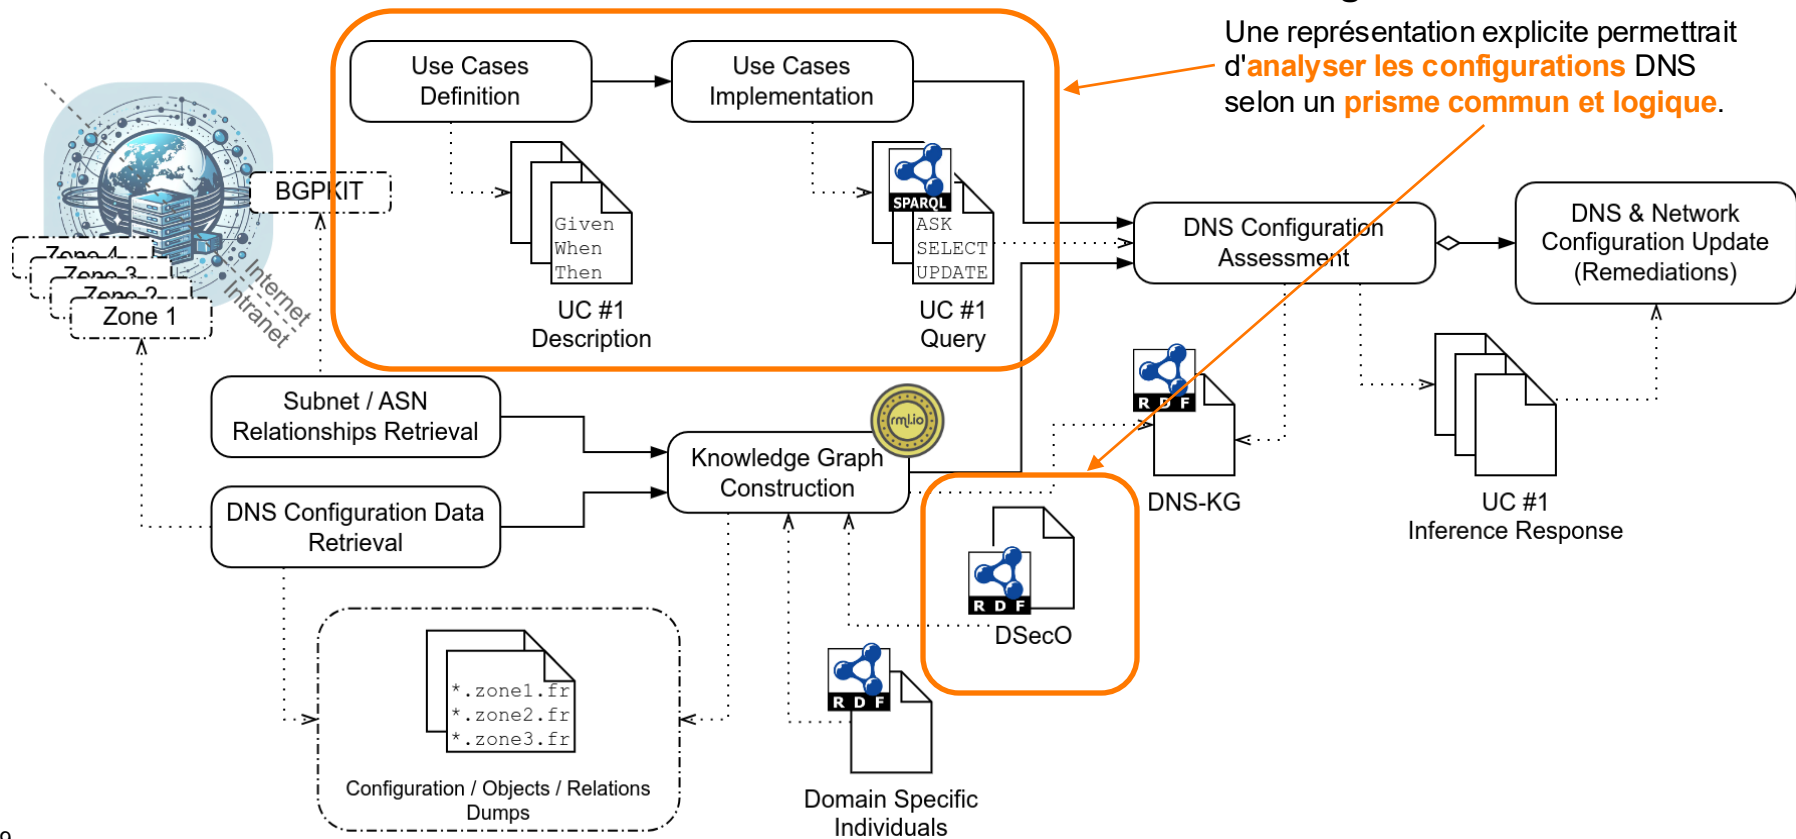 Une représentation explicite permettrait
d'analyser les configurations DNS
selon un prisme commun et logique.
Use Cases
Definition
Use Cases
Implementation
BGPKIT
Given
When
Then
UC #1
Description
SPARQL
ASK
SELECT
UPDATE
UC #1
Query
DNS Configuration
Assessment
DNS & Network
Configuration Update
(Remediations)
Zone 4
Zone 3
Zone 2
Zone 1
Internet
Intranet
Subnet / ASN
Relationships Retrieval
rml.io
Knowledge Graph
Construction
DNS Configuration Data
Retrieval
RDF
DNS-KG
UC #1
Inference Response
RDF
DSecO
*.zone1.fr
*.zone2.fr
*.zone3.fr
Configuration / Objects / Relations
Dumps
RDF
Domain Specific
Individuals